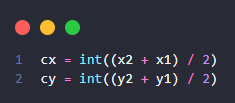 1 cx = int((x2 + x1) / 2)
2 cy = int((y2 + y1) / 2)